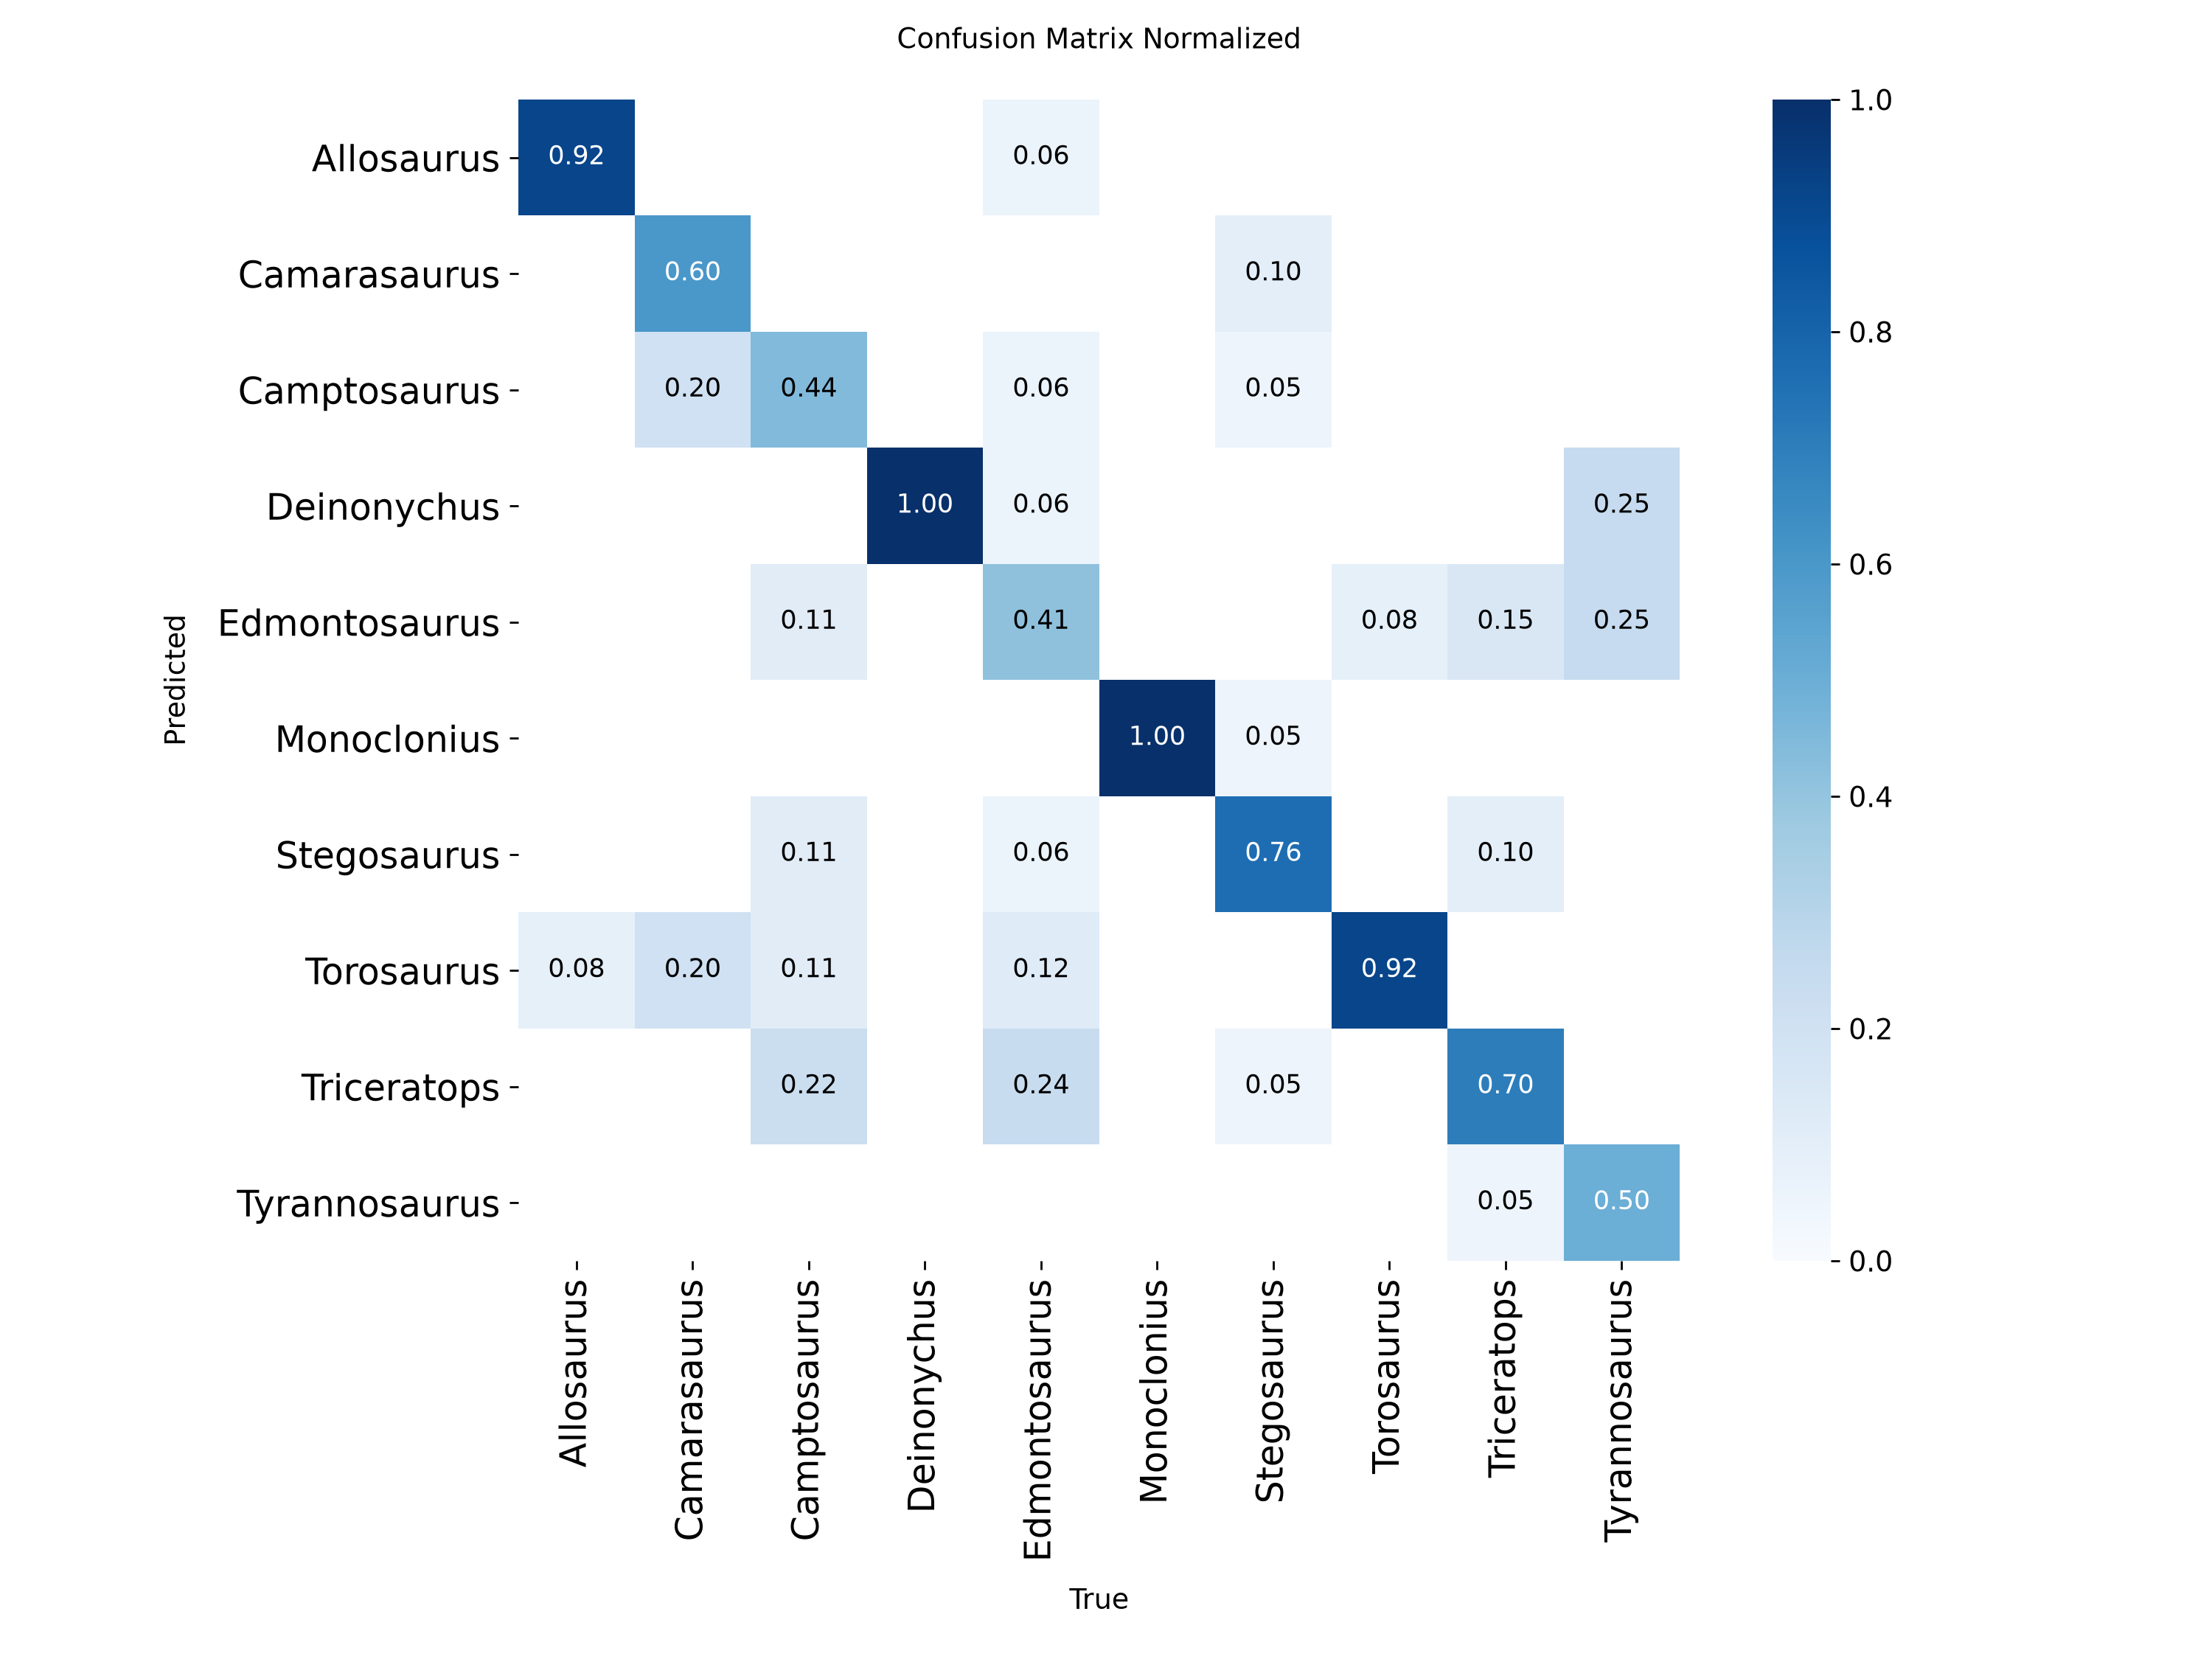 Confusion Matrix Normalized
1.0
Allosaurus
0.92
0.06
Camarasaurus
0.60
0.10
0.8
Camptosaurus
0.20
0.44
0.06
0.05
Deinonychus
1.00
0.06
0.25
0.6
Predicted
Edmontosaurus
0.11
0.41
0.08
0.15
0.25
Monoclonius
1.00
0.05
0.4
Stegosaurus
0.11
0.06
0.76
0.10
Torosaurus
0.08
0.20
0.11
0.12
0.92
0.2
Triceratops
0.22
0.24
0.05
0.70
Tyrannosaurus
0.05
0.50
0.0
Allosaurus
Camarasaurus
Camptosaurus
Deinonychus
Edmontosaurus
Monoclonius
Stegosaurus
Torosaurus
Triceratops
Tyrannosaurus
True